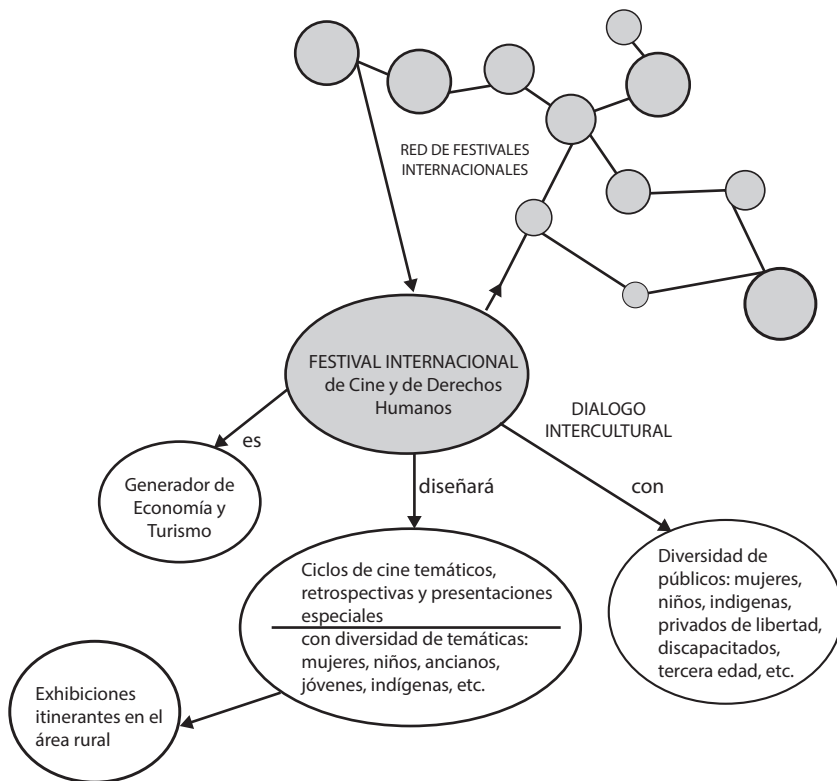 RED DE FESTIVALES
INTERNACIONALES
FESTIVAL INTERNACIONAL
de Cine y de Derechos
Humanos
DIALOGO
INTERCULTURAL
es
diseñará
con
Generador de
Economía y
Turismo
Ciclos de cine temáticos,
retrospectivas y presentaciones
especiales
con diversidad de temáticas:
mujeres, niños, ancianos,
jóvenes, indígenas, etc.
Diversidad de
públicos: mujeres,
niños, indigenas,
privados de libertad,
discapacitados,
tercera edad, etc.
Exhibiciones
itinerantes en el
área rural